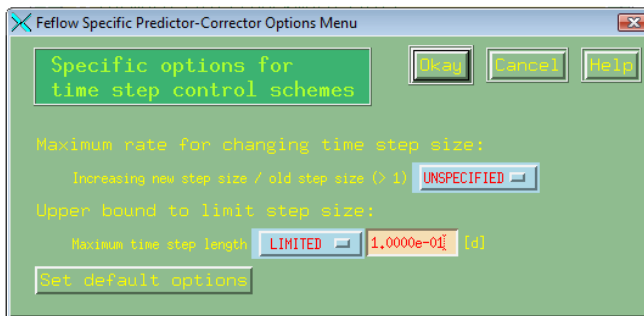 Feflow Specific Predictor-Corrector Options Menu
Specific options for
time step control schemes
Okay
Cancel
Help
Maximum rate for changing time step size:
Increasing new step size / old step size (> 1) UNSPECIFIED
Upper bound to limit step size:
Maximum time step length LIMITED 1.0000e-01 [d]
Set default options